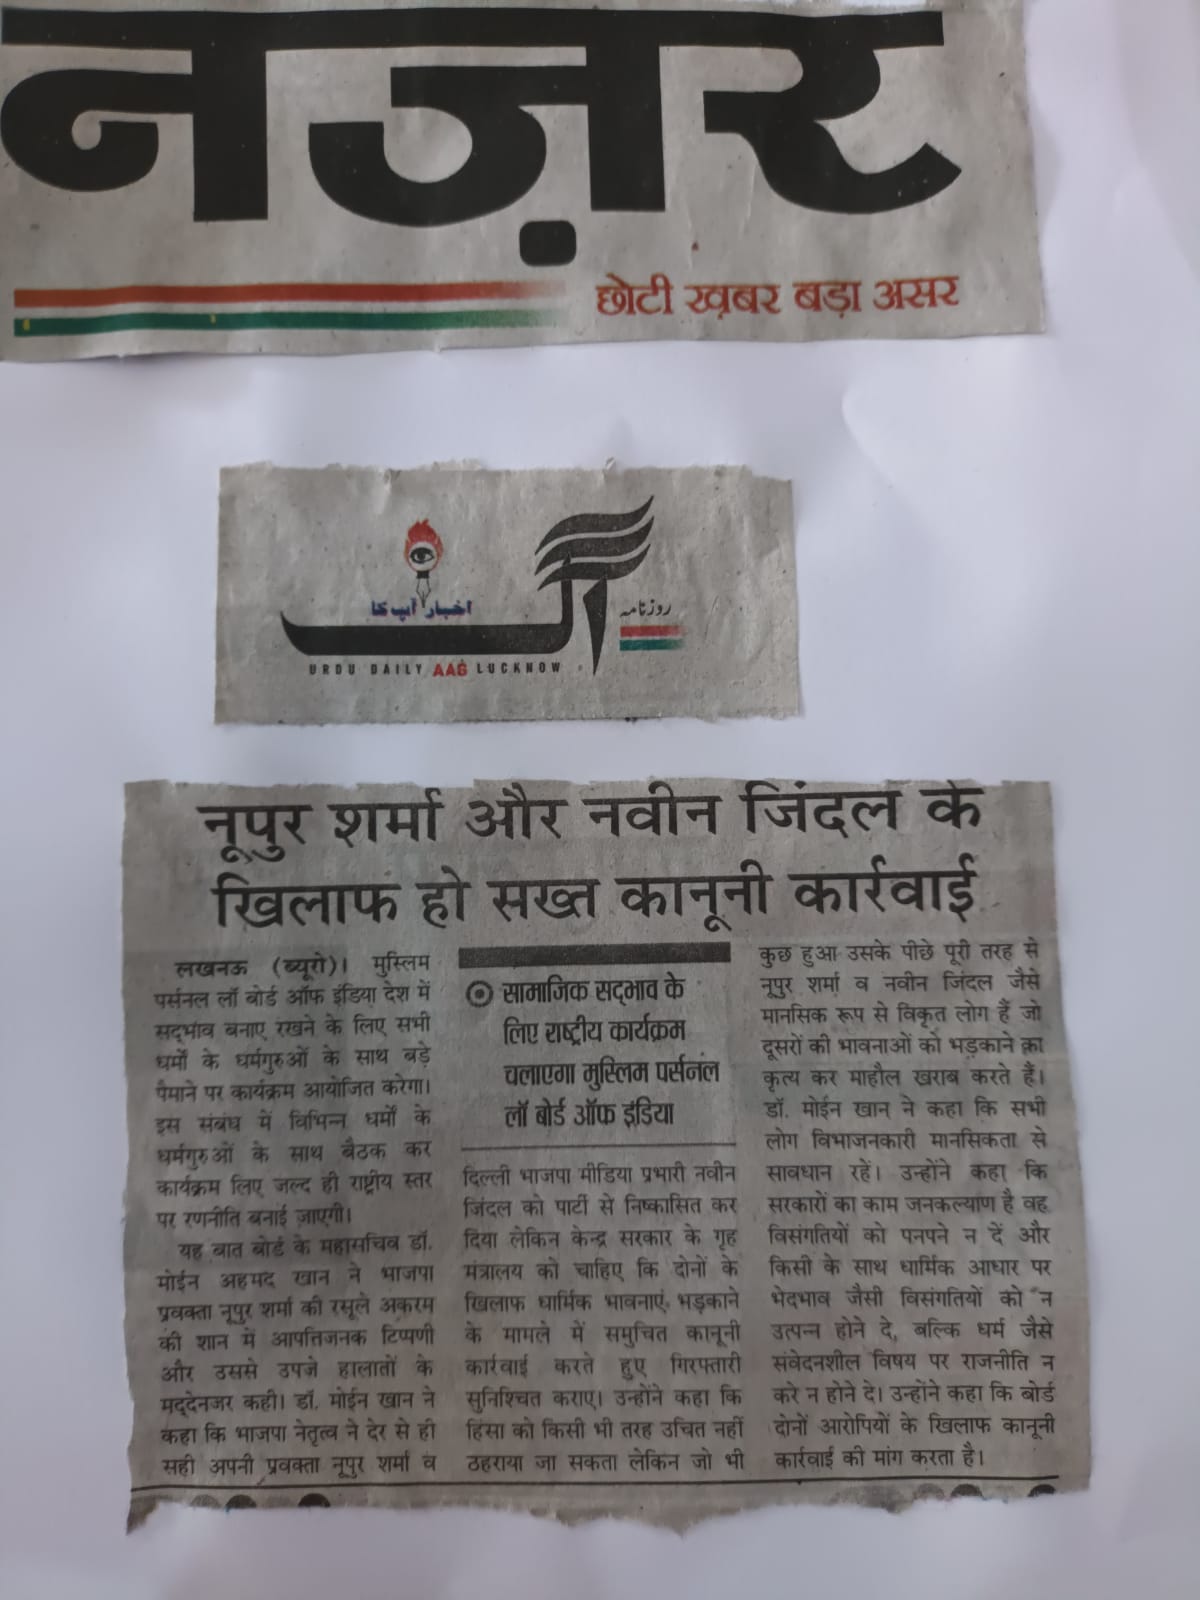 नज़र
छोटी ख़बर बड़ा असर
روزنامہ
آگ
اخبار آپ کا
URDU DAILY AAG LUCKNOW
नूपुर शर्मा और नवीन जिंदल के
खिलाफ हो सख्त कानूनी कार्रवाई
लखनऊ (ब्यूरो)। मुस्लिम
पर्सनल लॉ बोर्ड ऑफ इंडिया देश में
सद्भाव बनाए रखने के लिए सभी
धर्मों के धर्मगुरुओं के साथ बड़े
पैमाने पर कार्यक्रम आयोजित करेगा।
इस संबंध में विभिन्न धर्मों के
धर्मगुरुओं के साथ बैठक कर
कार्यक्रम लिए जल्द ही राष्ट्रीय स्तर
पर रणनीति बनाई जाएगी।
यह बात बोर्ड के महासचिव डॉ.
मोईन अहमद खान ने भाजपा
प्रवक्ता नूपुर शर्मा की रसूले अकरम
की शान में आपत्तिजनक टिप्पणी
और उससे उपजे हालातों के
मद्देनजर कही। डॉ. मोईन खान ने
कहा कि भाजपा नेतृत्व ने देर से ही
सही अपनी प्रवक्ता नूपुर शर्मा व
सामाजिक सद्भाव के
लिए राष्ट्रीय कार्यक्रम
चलाएगा मुस्लिम पर्सनल
लॉ बोर्ड ऑफ इंडिया
दिल्ली भाजपा मीडिया प्रभारी नवीन
जिंदल को पार्टी से निष्कासित कर
दिया लेकिन केन्द्र सरकार के गृह
मंत्रालय को चाहिए कि दोनों के
खिलाफ धार्मिक भावनाएं भड़काने
के मामले में समुचित कानूनी
कार्रवाई करते हुए गिरफ्तारी
सुनिश्चित कराए। उन्होंने कहा कि
हिंसा को किसी भी तरह उचित नहीं
ठहराया जा सकता लेकिन जो भी
कुछ हुआ उसके पीछे पूरी तरह से
नूपुर शर्मा व नवीन जिंदल जैसे
मानसिक रूप से विकृत लोग हैं जो
दूसरों की भावनाओं को भड़काने का
कृत्य कर माहौल खराब करते हैं।
डॉ. मोईन खान ने कहा कि सभी
लोग विभाजनकारी मानसिकता से
सावधान रहें। उन्होंने कहा कि
सरकारों का काम जनकल्याण है वह
विसंगतियों को पनपने न दें और
किसी के साथ धार्मिक आधार पर
भेदभाव जैसी विसंगतियों को न
उत्पन्न होने दे, बल्कि धर्म जैसे
संवेदनशील विषय पर राजनीति न
करे न होने दे। उन्होंने कहा कि बोर्ड
दोनों आरोपियों के खिलाफ कानूनी
कार्रवाई की मांग करता है।